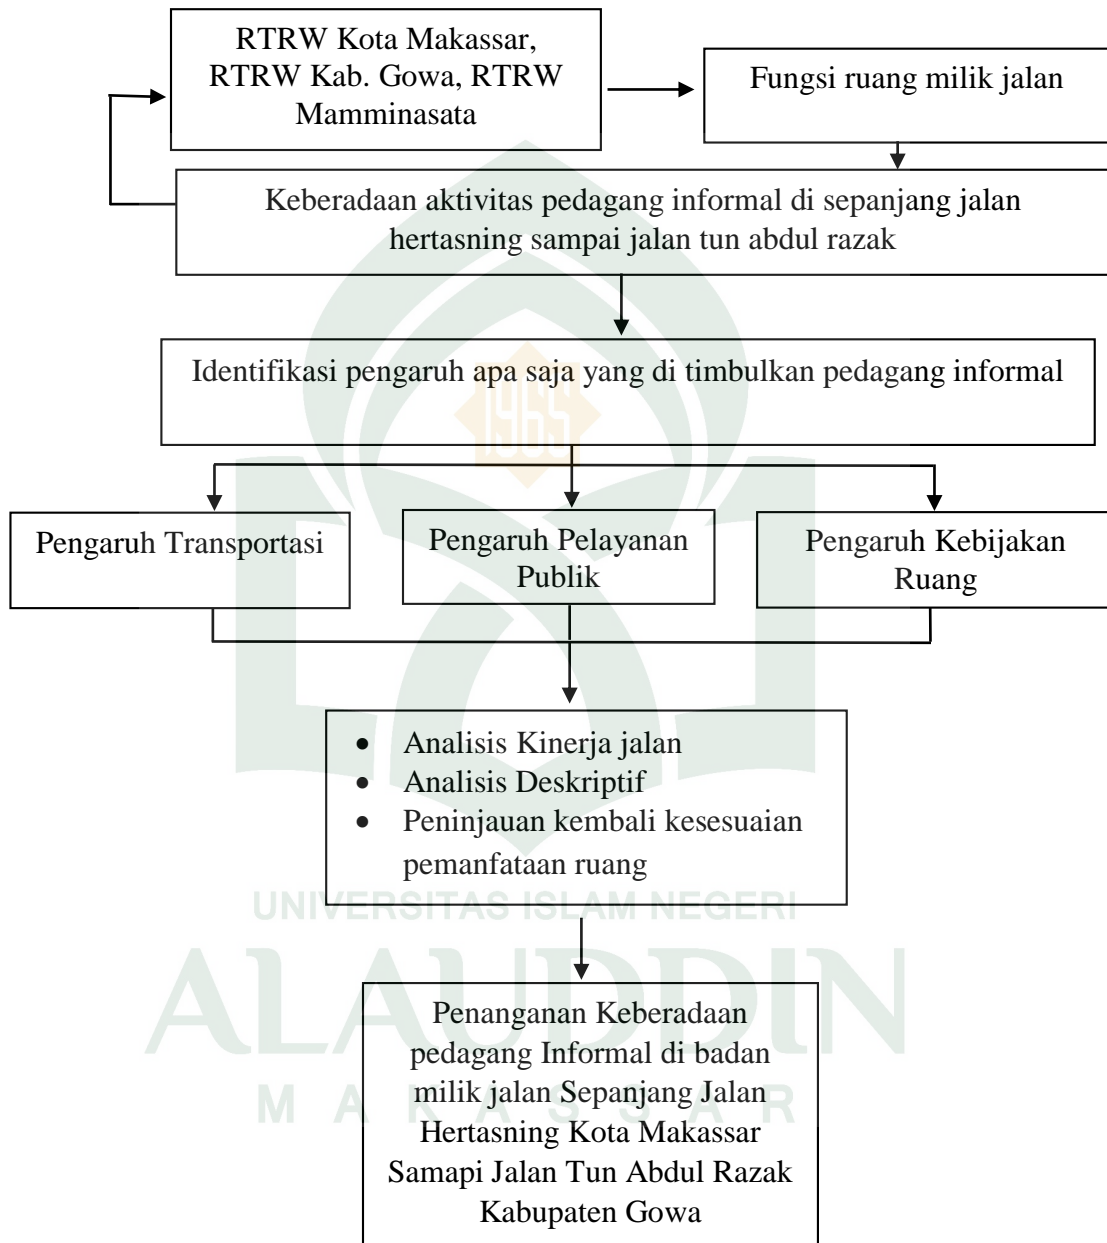 RTRW Kota Makassar,
RTRW Kab. Gowa, RTRW
Mamminasata
Fungsi ruang milik jalan
Keberadaan aktivitas pedagang informal di sepanjang jalan
hertasning sampai jalan tun abdul razak
Identifikasi pengaruh apa saja yang di timbulkan pedagang informal
1965
Pengaruh Transportasi
Pengaruh Pelayanan
Publik
Pengaruh Kebijakan
Ruang
• Analisis Kinerja jalan
• Analisis Deskriptif
• Peninjauan kembali kesesuaian
pemanfataan ruang
UNIVERSITAS ISLAM NEGERI
ALAUDDIN
MAKASSAR
Penanganan Keberadaan
pedagang Informal di badan
milik jalan Sepanjang Jalan
Hertasning Kota Makassar
Samapi Jalan Tun Abdul Razak
Kabupaten Gowa